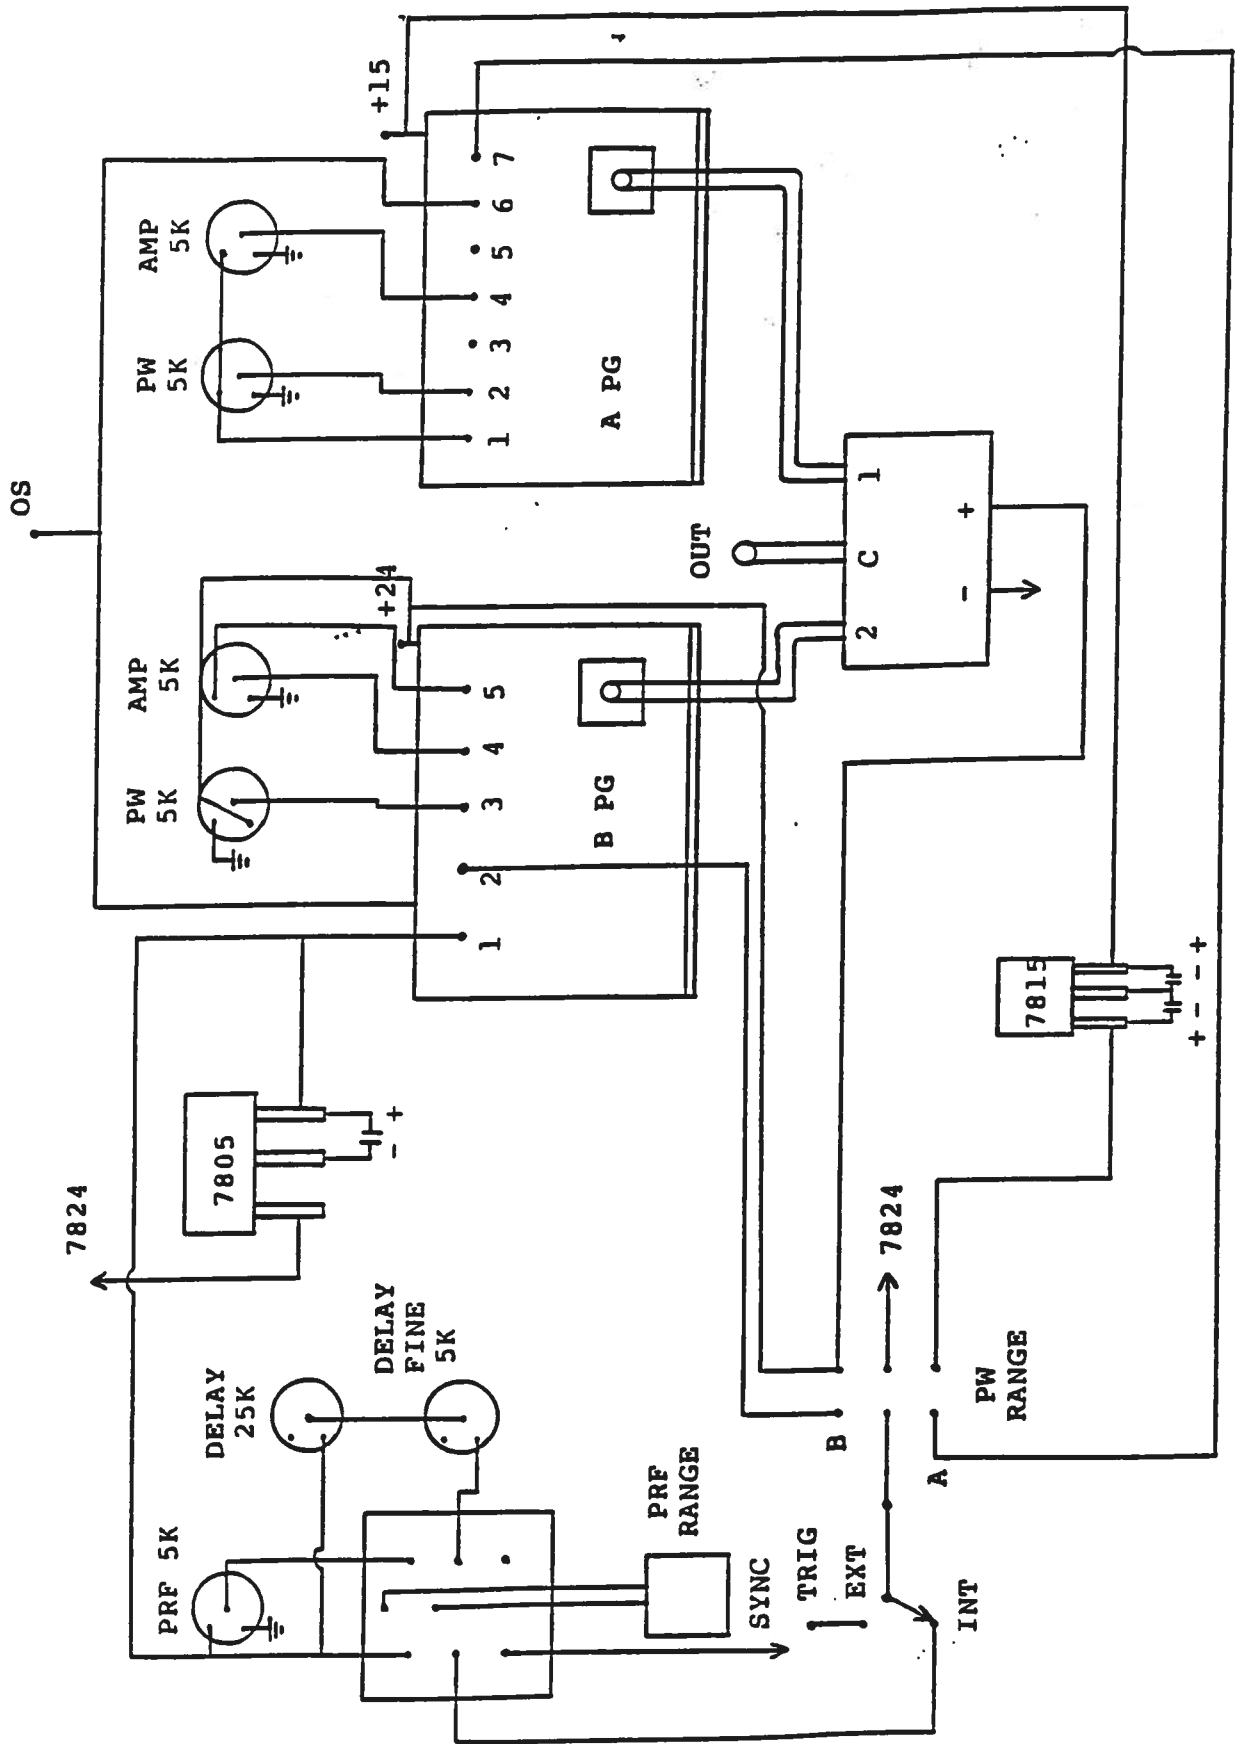 OS
AMP
5K
PW
5K
+15
1
2
3
4
5
6
7
A PG
AMP
5K
PW
5K
+24
1
2
3
4
5
B PG
OUT
2
C
1
-
+
7824
7805
-
+
7815
+ - - +
PRF 5K
DELAY
25K
DELAY
FINE
5K
PRF
RANGE
SYNC
TRIG
EXT
INT
B
A
7824
PW
RANGE